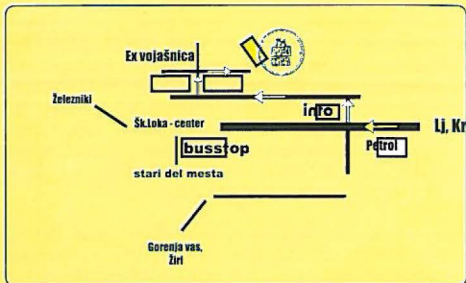 Ex vojašnica
Železniki
info
Šk.Loka - center
Lj, Kr
busstop
Petrol
stari del mesta
Gorenja vas,
Žiri